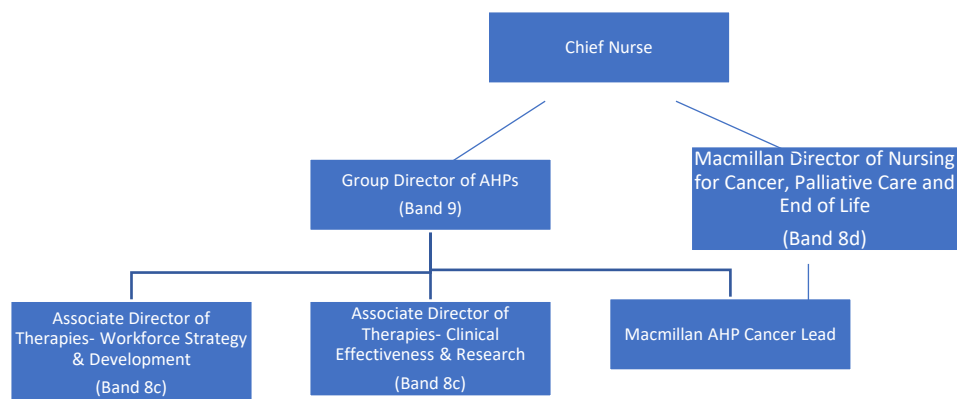 Chief Nurse
Group Director of AHPs
(Band 9)
Macmillan Director of Nursing
for Cancer, Palliative Care and
End of Life
(Band 8d)
Associate Director of
Therapies- Workforce Strategy
& Development
(Band 8c)
Associate Director of
Therapies- Clinical
Effectiveness & Research
(Band 8c)
Macmillan AHP Cancer Lead